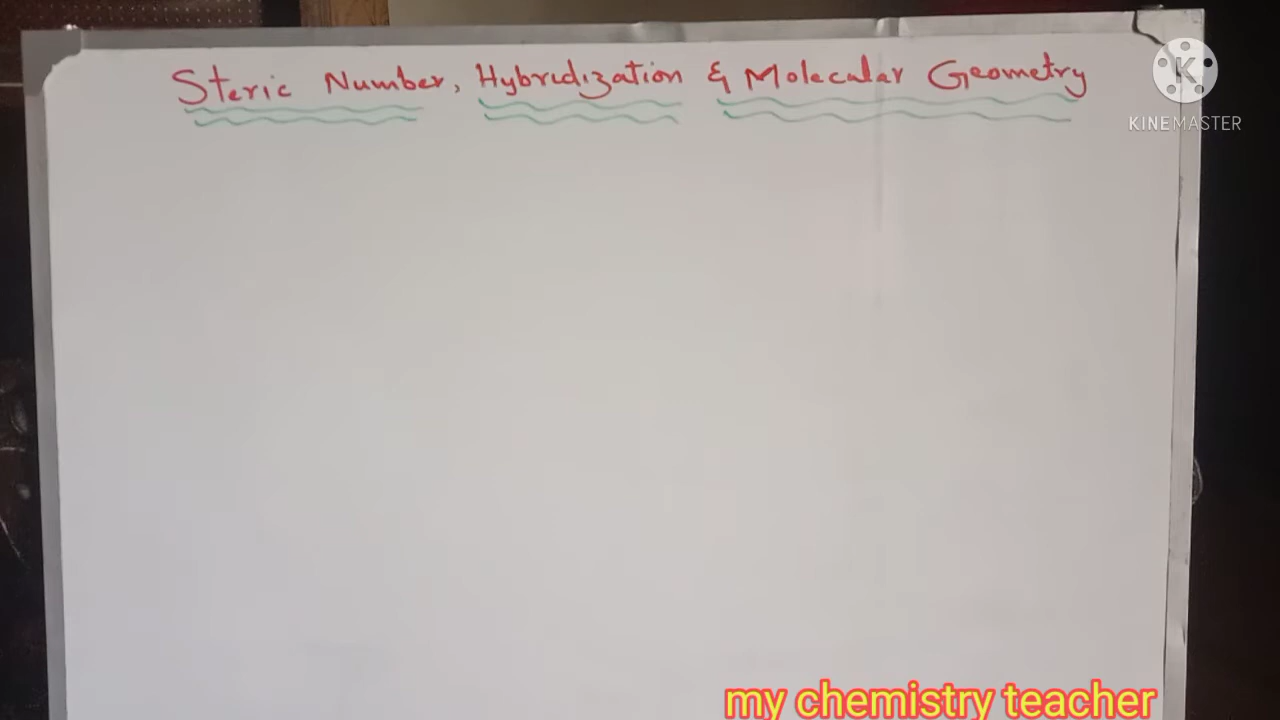 Steric Number, Hybridization & Molecular Geometry
KINEMASTER
my chemistry teacher